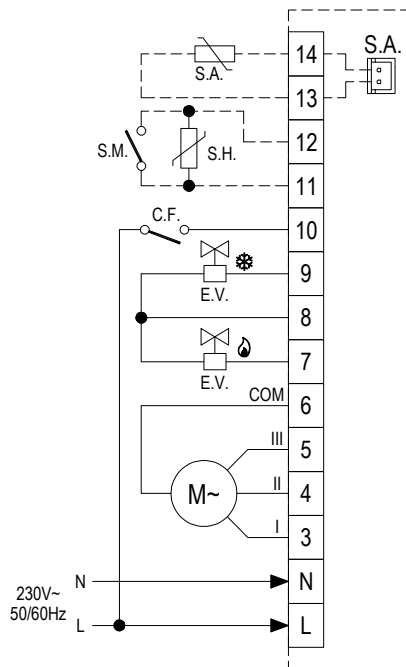 S.A.
14
S.A.
13
12
S.M.
S.H.
11
C.F.
10
9
E.V.
8
7
E.V.
COM
6
III
5
M~
II
4
I
3
230V~
50/60Hz
N
N
L
L